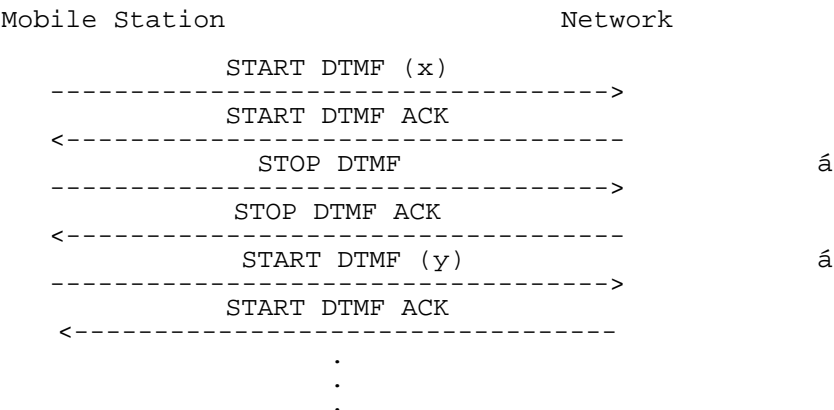 Mobile Station Network
START DTMF (x)
----------------------------------->
START DTMF ACK
<-----------------------------------
STOP DTMF á
----------------------------------->
STOP DTMF ACK
<-----------------------------------
START DTMF (y) á
----------------------------------->
START DTMF ACK
<----------------------------------
.
.
.